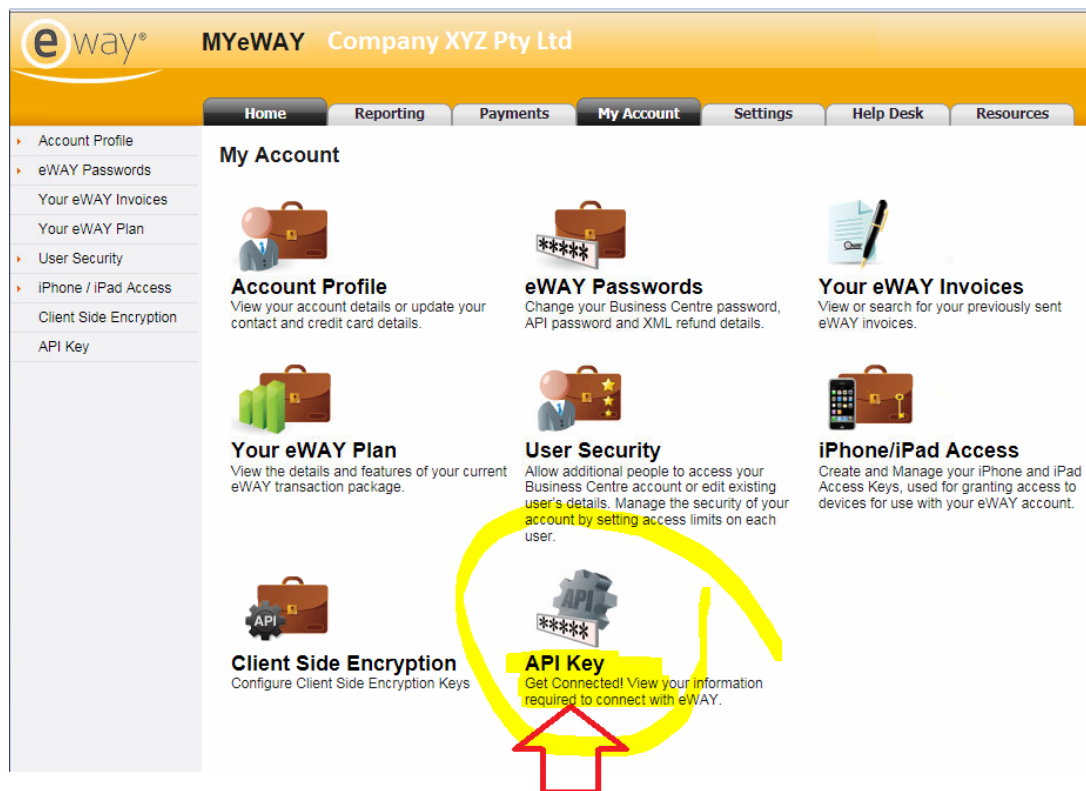 eway®
MYeWAY Company XYZ Pty Ltd
Home Reporting Payments My Account Settings Help Desk Resources
Account Profile
eWAY Passwords
Your eWAY Invoices
Your eWAY Plan
User Security
iPhone / iPad Access
Client Side Encryption
API Key
My Account
Account Profile
View your account details or update your
contact and credit card details.
*****
eWAY Passwords
Change your Business Centre password,
API password and XML refund details.
Your eWAY Invoices
View or search for your previously sent
eWAY invoices.
Your eWAY Plan
View the details and features of your current
eWAY transaction package.
User Security
Allow additional people to access your
Business Centre account or edit existing
user's details. Manage the security of your
account by setting access limits on each
user.
iPhone/iPad Access
Create and Manage your iPhone and iPad
Access Keys, used for granting access to
devices for use with your eWAY account.
API
Client Side Encryption
Configure Client Side Encryption Keys
API
*****
API Key
Get Connected! View your information
required to connect with eWAY.